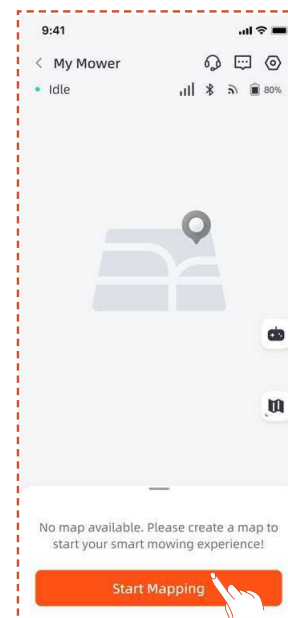 9:41
My Mower
Idle
80%
No map available. Please create a map to
start your smart mowing experience!
Start Mapping